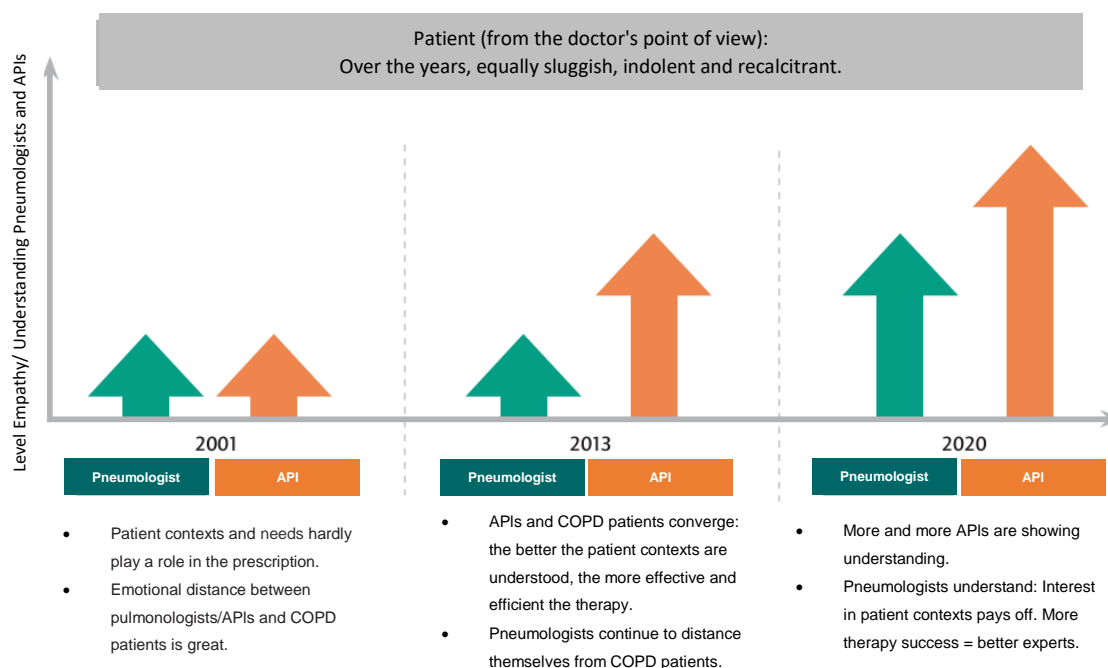 Patient (from the doctor's point of view):
Over the years, equally sluggish, indolent and recalcitrant.
Level Empathy/ Understanding Pneumologists and APIs
2001
2013
2020
Pneumologist
API
Pneumologist
API
Pneumologist
API
• Patient contexts and needs hardly
play a role in the prescription.
• Emotional distance between
pulmonologists/APIs and COPD
patients is great.
• APIs and COPD patients converge:
the better the patient contexts are
understood, the more effective and
efficient the therapy.
• Pneumologists continue to distance
themselves from COPD patients.
• More and more APIs are showing
understanding.
• Pneumologists understand: Interest
in patient contexts pays off. More
therapy success = better experts.